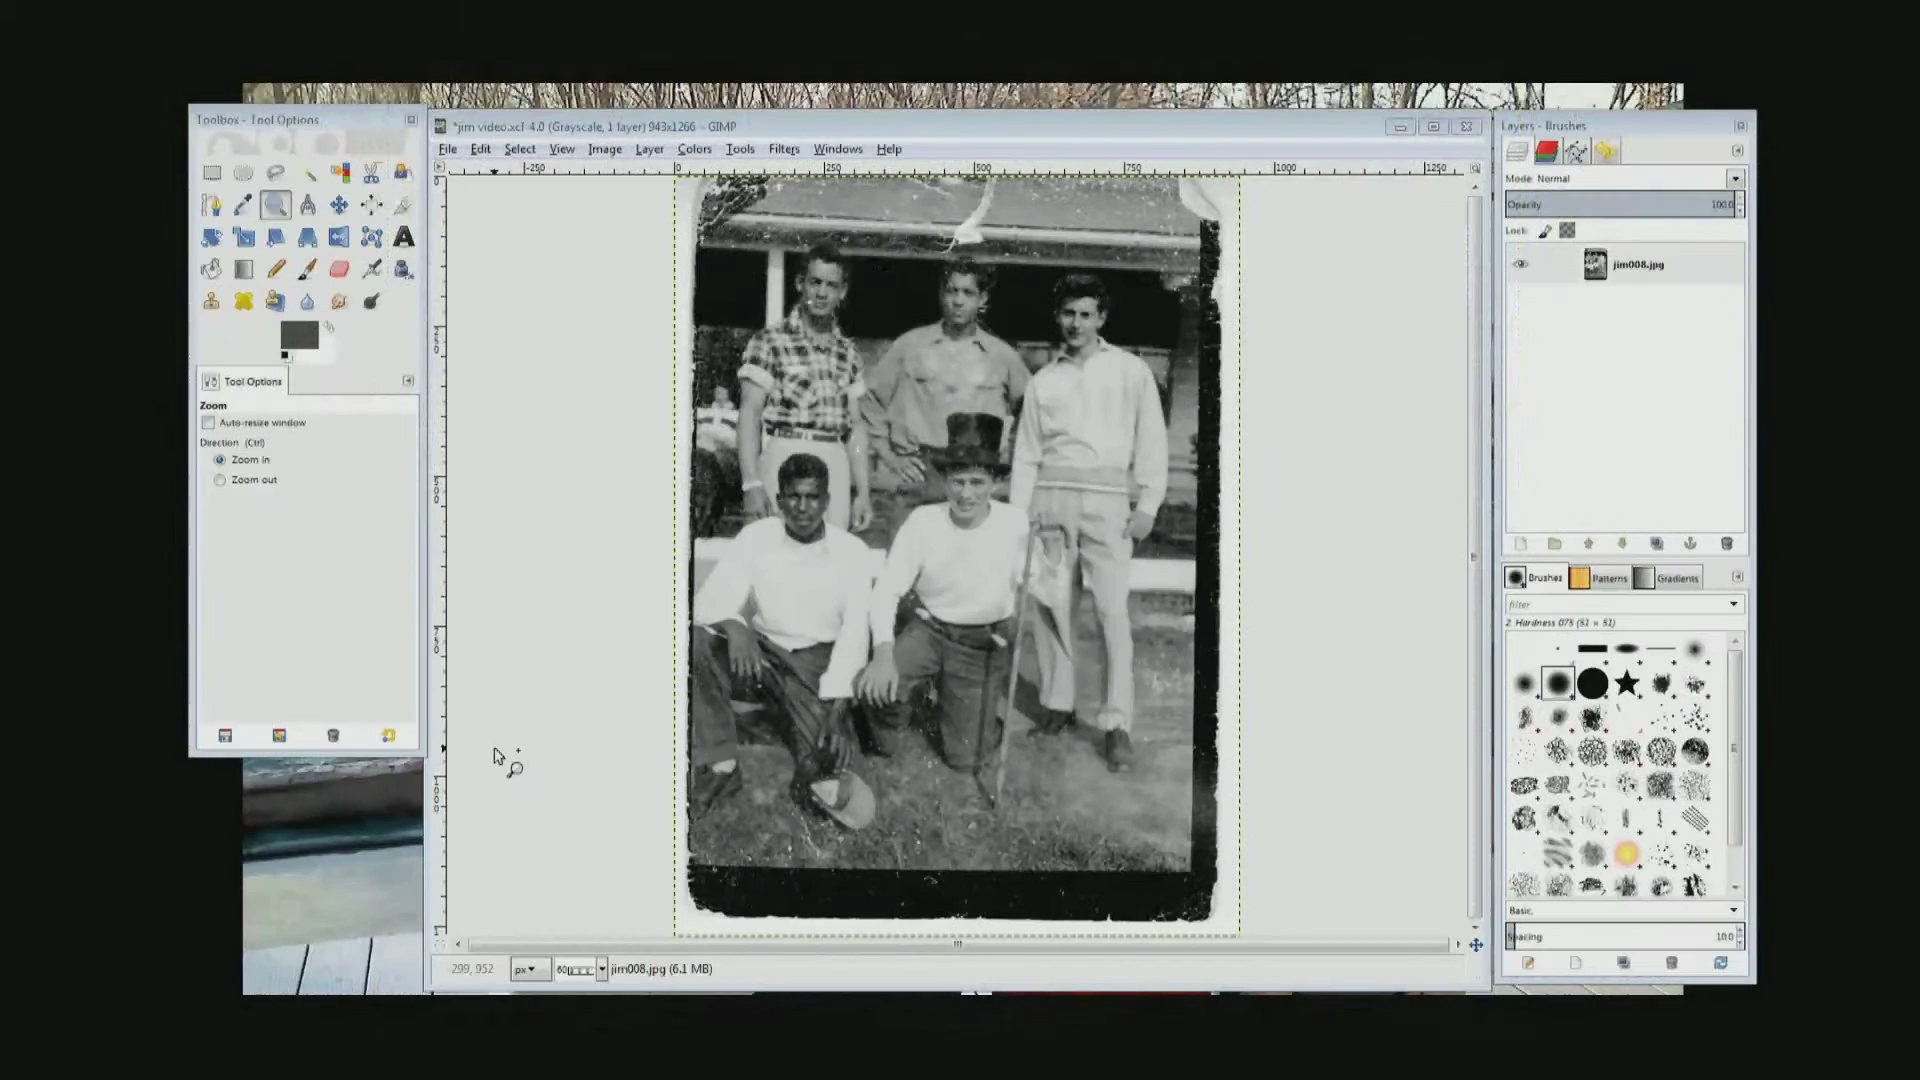 Toolbox - Tool Options
*jim video.xcf-4.0 (Grayscale, 1 layer) 943x1266 – GIMP
Layers - Brushes
File Edit Select View Image Layer Colors Tools Filters Windows Help
-250 0 250 500 750 1000 1250
Mode: Normal
Opacity 100.0
Lock:
jim008.jpg
Tool Options
Zoom
Auto-resize window
Direction (Ctrl)
Zoom in
Zoom out
Brushes Patterns Gradients
filter
2. Hardness 075 (51 × 51)
Basic,
Spacing 10.0
299, 952 px jim008.jpg (6.1 MB)